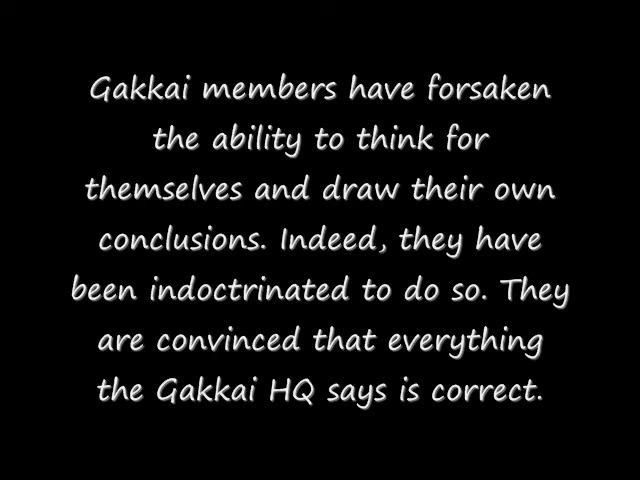 Gakkai members have forsaken
the ability to think for
themselves and draw their own
conclusions. Indeed, they have
been indoctrinated to do so. They
are convinced that everything
the Gakkai HQ says is correct.